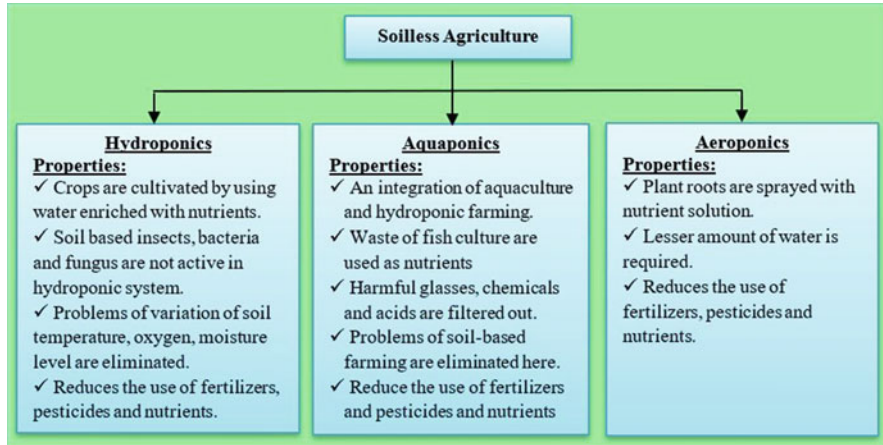 Soilless Agriculture
Hydroponics
Properties:
✓ Crops are cultivated by using
water enriched with nutrients.
✓ Soil based insects, bacteria
and fungus are not active in
hydroponic system.
✓ Problems of variation of soil
temperature, oxygen, moisture
level are eliminated.
✓ Reduces the use of fertilizers,
pesticides and nutrients.
Aquaponics
Properties:
✓ An integration of aquaculture
and hydroponic farming.
✓ Waste of fish culture are
used as nutrients
✓ Harmful glasses, chemicals
and acids are filtered out.
✓ Problems of soil-based
farming are eliminated here.
✓ Reduce the use of fertilizers
and pesticides and nutrients
Aeroponics
Properties:
✓ Plant roots are sprayed with
nutrient solution.
✓ Lesser amount of water is
required.
✓ Reduces the use of
fertilizers, pesticides and
nutrients.